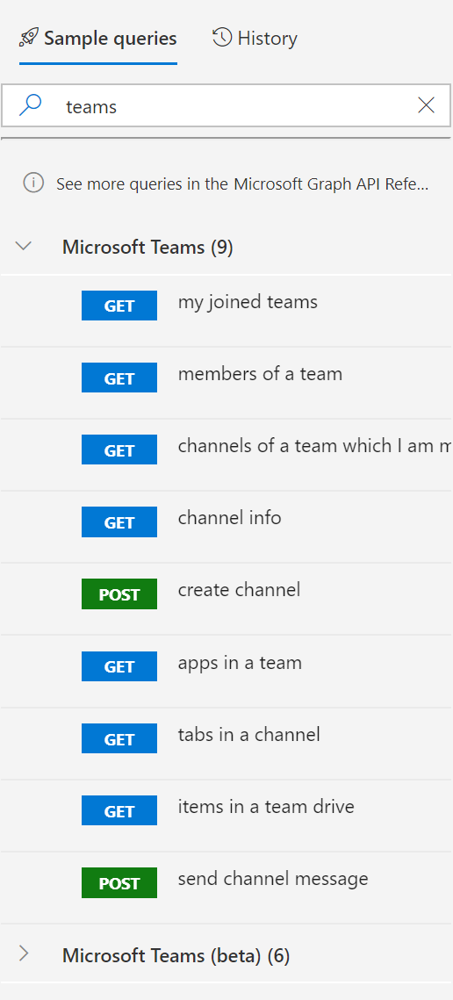 Sample queries History
teams
See more queries in the Microsoft Graph API Refe...
Microsoft Teams (9)
GET my joined teams
GET members of a team
GET channels of a team which I am
GET channel info
POST create channel
GET apps in a team
GET tabs in a channel
GET items in a team drive
POST send channel message
Microsoft Teams (beta) (6)